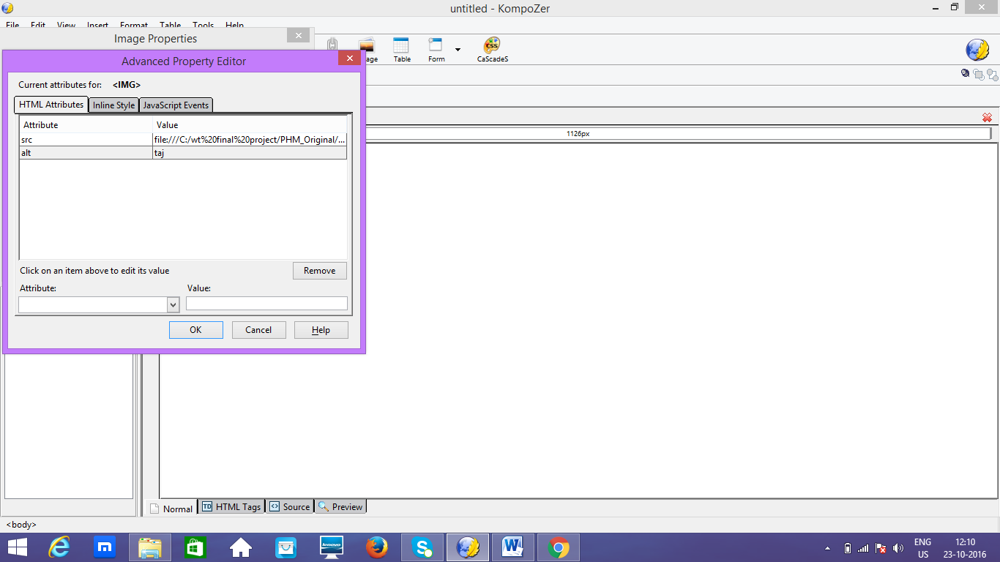 untitled - KompoZer
File Edit View Insert Format Table Tools Help
Image Properties
Table Form CaScadeS
Advanced Property Editor
Current attributes for: <IMG>
HTML Attributes Inline Style JavaScript Events
Attribute Value
src file:///C:/wt%20final%20project/PHM_Original/...
alt taj
1126px
Click on an item above to edit its value
Remove
Attribute: Value:
OK Cancel Help
Normal HTML Tags Source Preview
<body>
ENG 12:10
US 23-10-2016